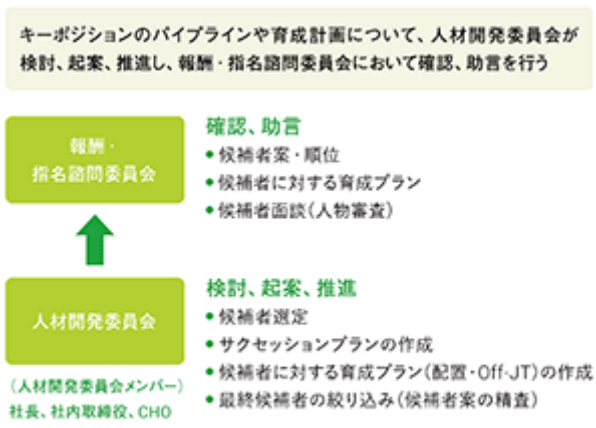 キーポジションのパイプラインや育成計画について、人材開発委員会が
検討、起案、推進し、報酬・指名諮問委員会において確認、助言を行う
報酬・
指名諮問委員会
確認、助言
●候補者案・順位
●候補者に対する育成プラン
●候補者面談（人物審査）
人材開発委員会
（人材開発委員会メンバー）
社長、社内取締役、CHO
検討、起案、推進
●候補者選定
●サクセッションプランの作成
●候補者に対する育成プラン（配置・Off-JT）の作成
●最終候補者の絞り込み（候補者案の精査）